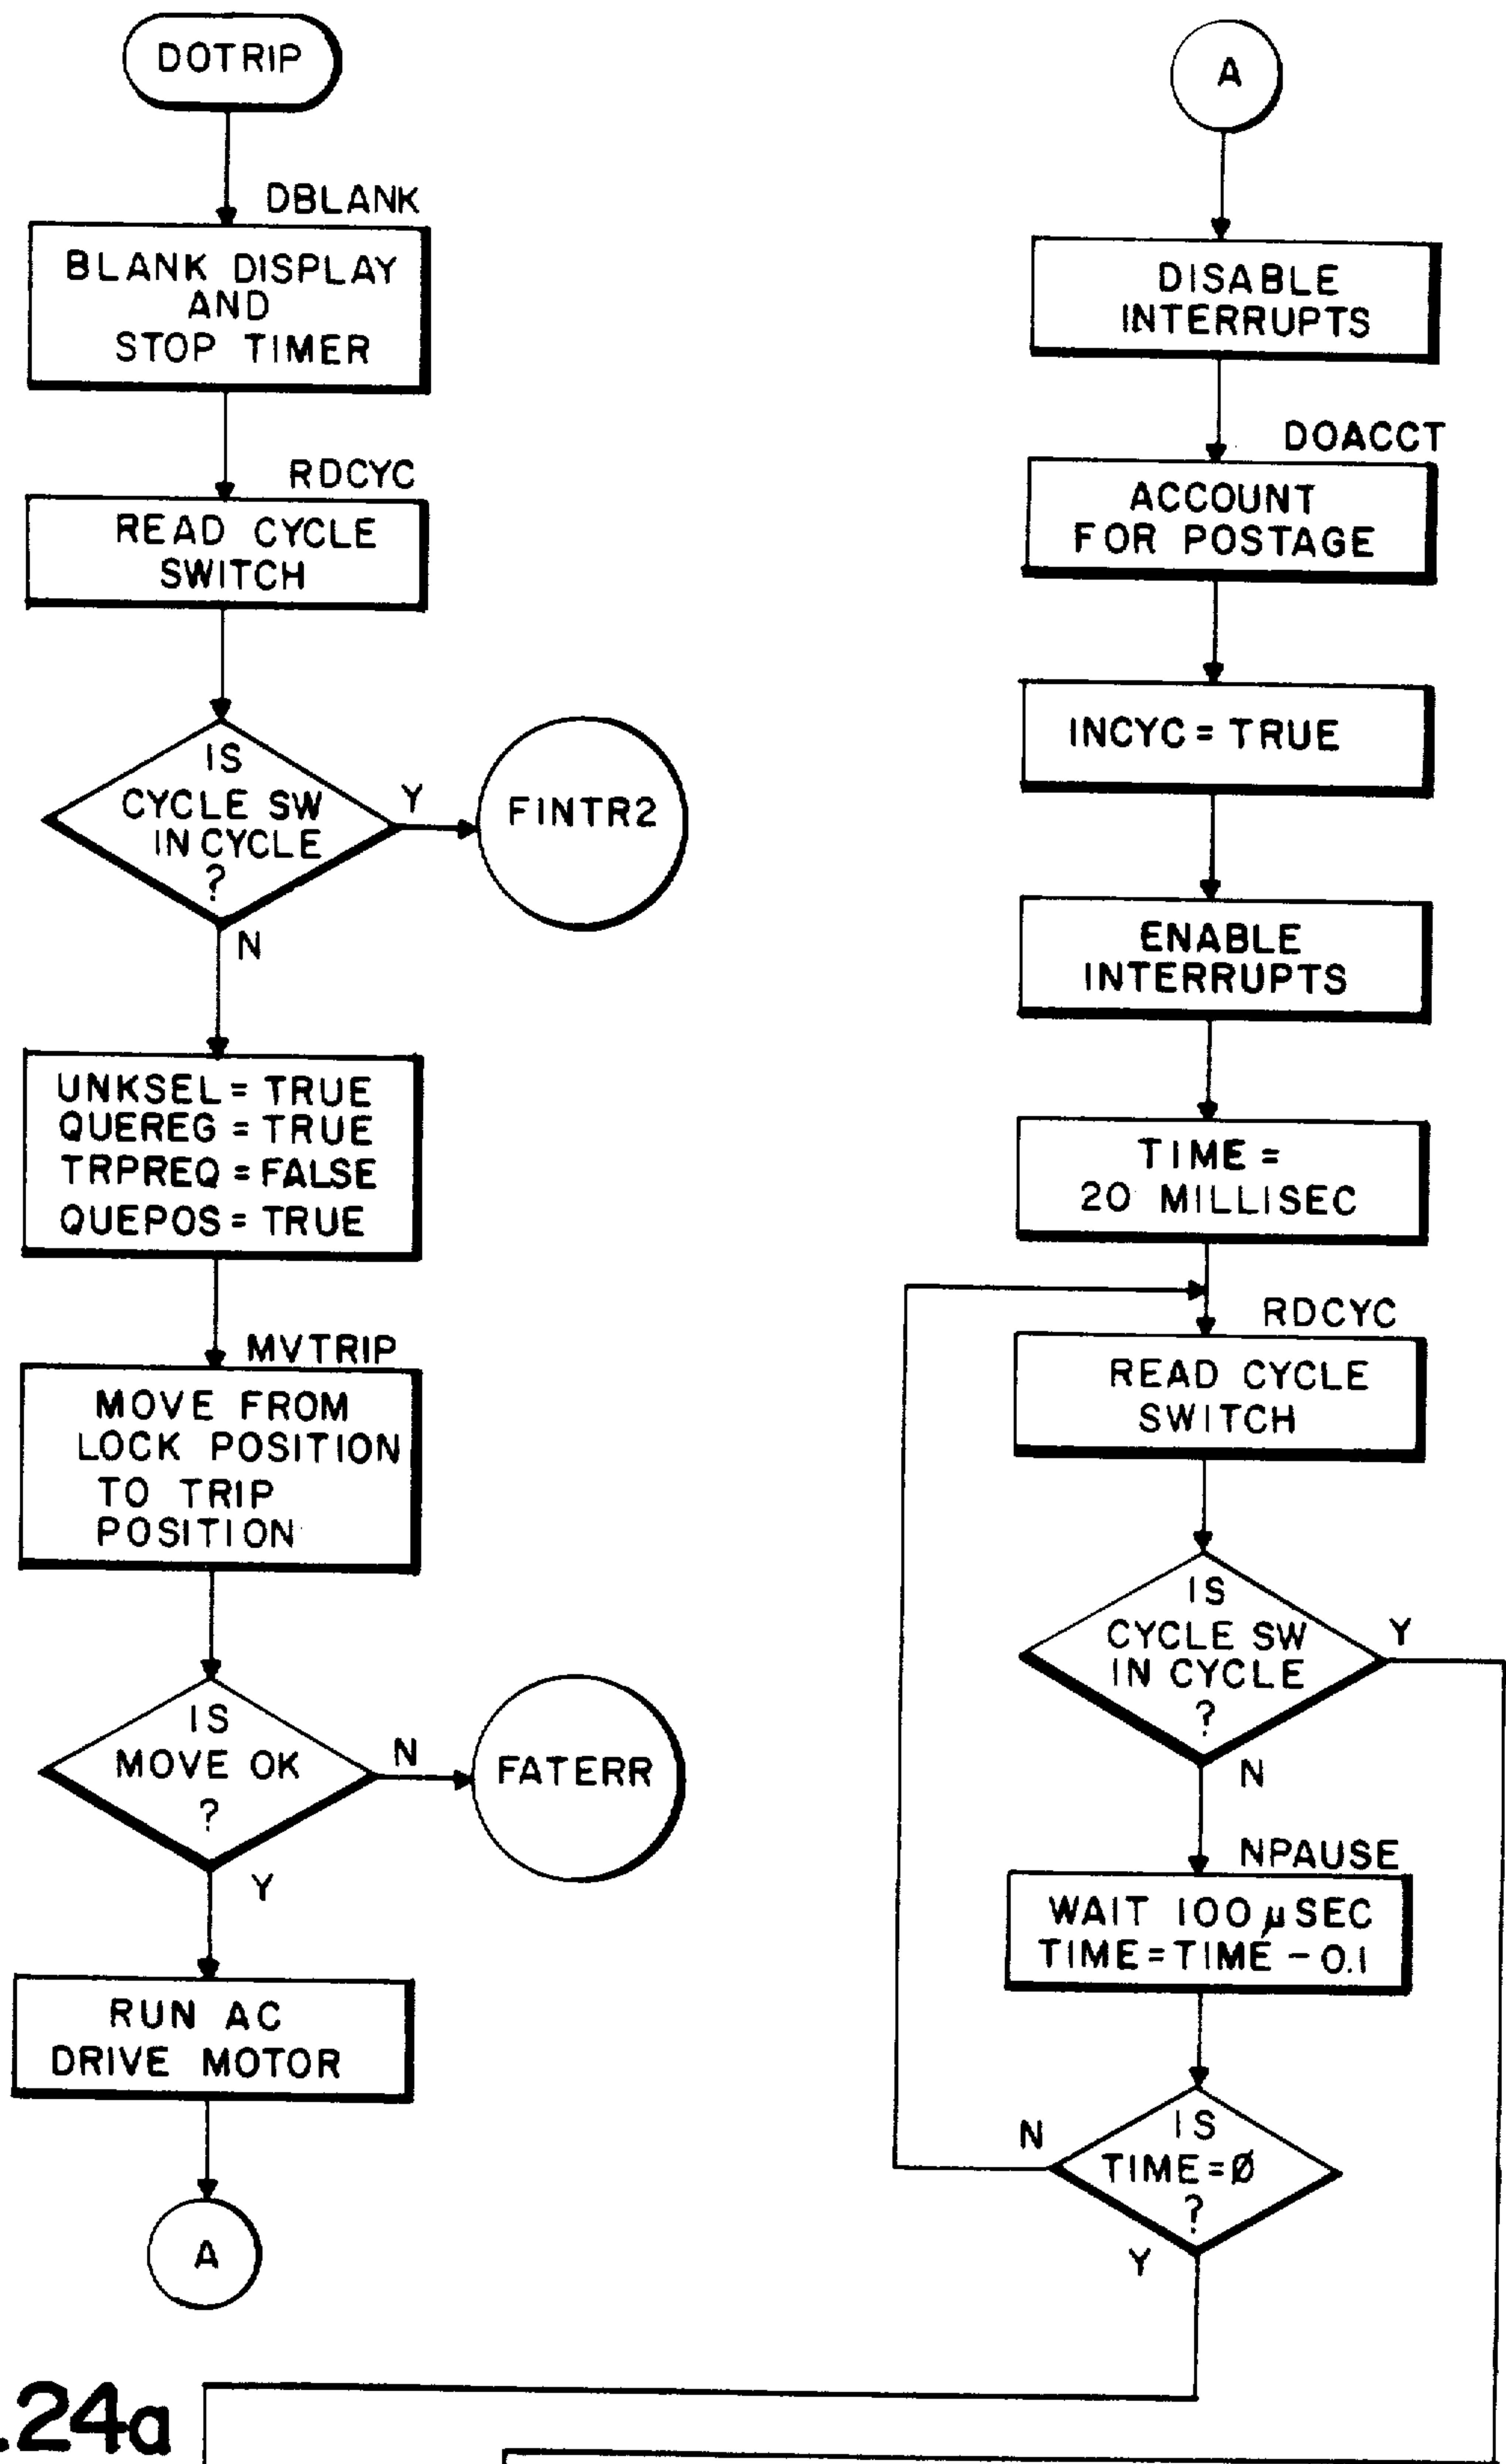 DOTRIP
DBLANK
BLANK DISPLAY
AND
STOP TIMER
RDCYC
READ CYCLE
SWITCH
IS
CYCLE SW
IN CYCLE
?
Y
FINTR2
N
UNKSEL = TRUE
QUEREG = TRUE
TRPREQ = FALSE
QUEPOS = TRUE
MVTRIP
MOVE FROM
LOCK POSITION
TO TRIP
POSITION
IS
MOVE OK
?
N
FATERR
Y
RUN AC
DRIVE MOTOR
A
A
DISABLE
INTERRUPTS
DOACCT
ACCOUNT
FOR POSTAGE
INCYC = TRUE
ENABLE
INTERRUPTS
TIME =
20 MILLISEC
RDCYC
READ CYCLE
SWITCH
IS
CYCLE SW
IN CYCLE
?
Y
N
NPAUSE
WAIT 100 μSEC
TIME = TIME - 0.1
IS
TIME = Ø
?
N
Y
.24a